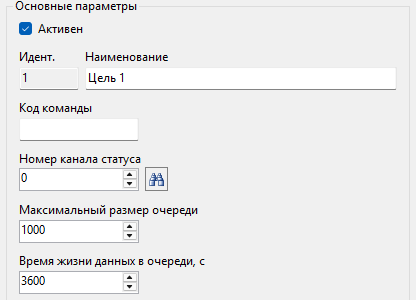 Основные параметры
Активен
Идент. Наименование
1 Цель 1
Код команды
Номер канала статуса
0
Максимальный размер очереди
1000
Время жизни данных в очереди, с
3600